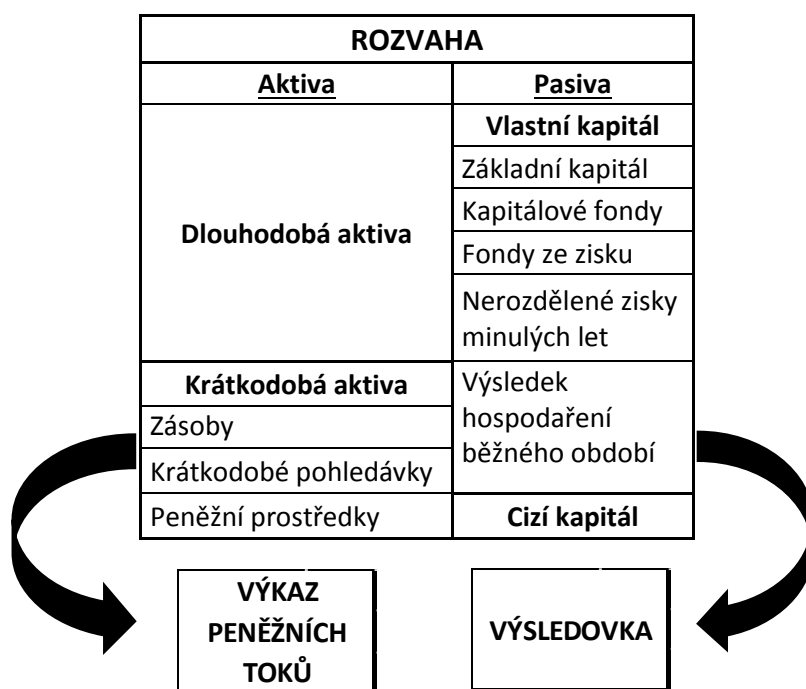 ROZVAHA
Aktiva
Pasiva
Dlouhodobá aktiva
Vlastní kapitál
Základní kapitál
Kapitálové fondy
Fondy ze zisku
Nerozdělené zisky
minulých let
Krátkodobá aktiva
Zásoby
Krátkodobé pohledávky
Peněžní prostředky
Výsledek
hospodaření
běžného období
Cizí kapitál
VÝKAZ
PENĚŽNÍCH
TOKŮ
VÝSLEDOVKA